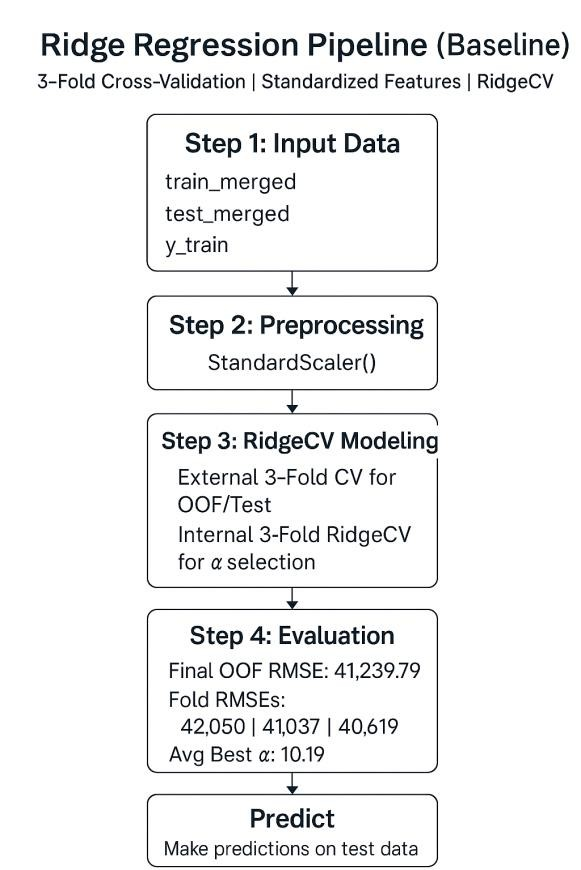 Ridge Regression Pipeline (Baseline)
3-Fold Cross-Validation | Standardized Features | RidgeCV
Step 1: Input Data
train_merged
test_merged
y_train
Step 2: Preprocessing
StandardScaler()
Step 3: RidgeCV Modeling
External 3-Fold CV for
OOF/Test
Internal 3-Fold RidgeCV
for α selection
Step 4: Evaluation
Final OOF RMSE: 41,239.79
Fold RMSEs:
42,050 | 41,037 | 40,619
Avg Best α: 10.19
Predict
Make predictions on test data